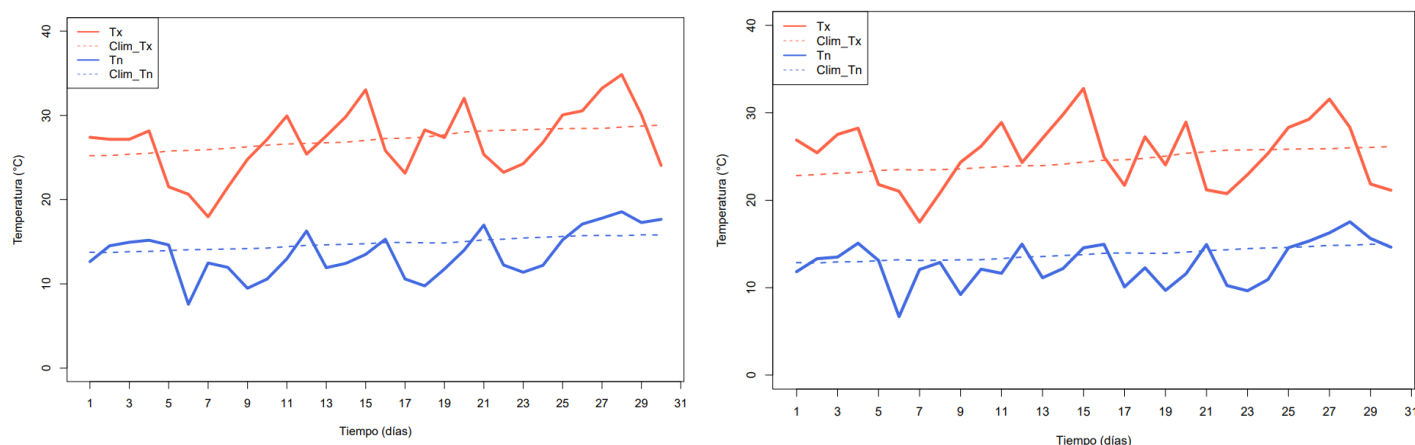 Tx
Clim_Tx
Tn
Clim_Tn
Temperatura (°C)
40
30
20
10
0
1 3 5 7 9 11 13 15 17 19 21 23 25 27 29 31
Tiempo (días)
Tx
Clim_Tx
Tn
Clim_Tn
Temperatura (°C)
40
30
20
10
0
1 3 5 7 9 11 13 15 17 19 21 23 25 27 29 31
Tiempo (días)